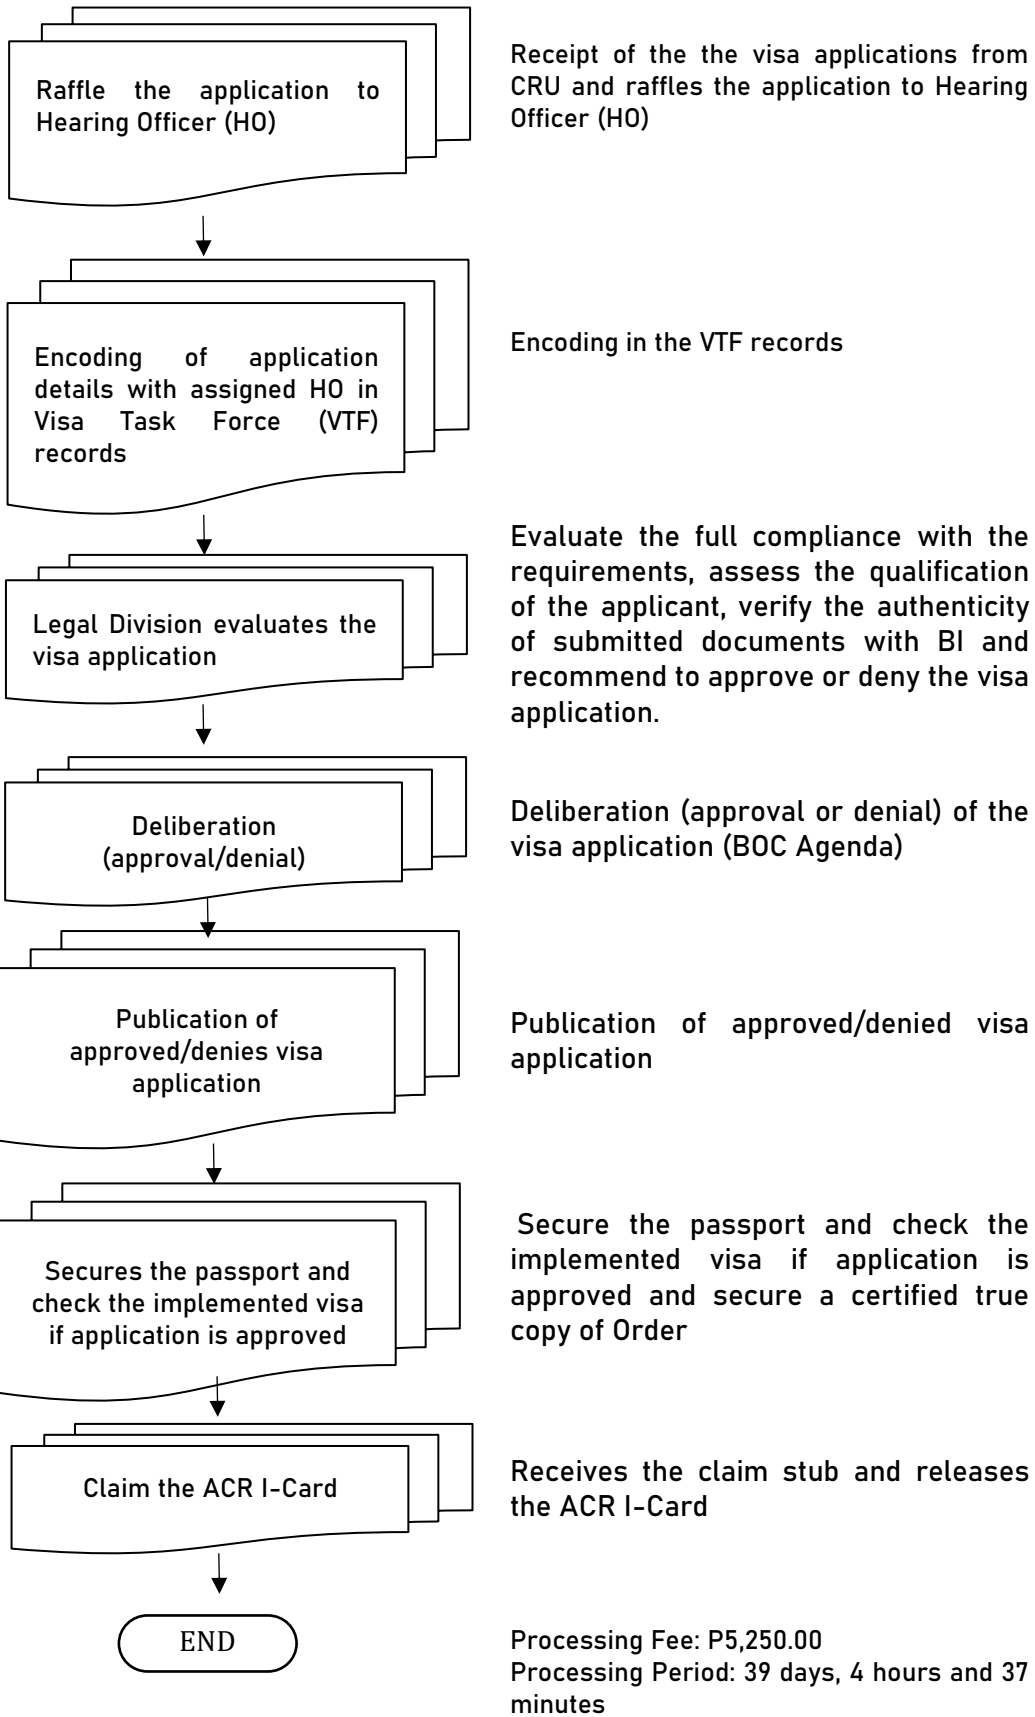 Raffle the application to
Hearing Officer (HO)
Receipt of the the visa applications from
CRU and raffles the application to Hearing
Officer (HO)
Encoding of application
details with assigned HO in
Visa Task Force (VTF)
records
Encoding in the VTF records
Legal Division evaluates the
visa application
Evaluate the full compliance with the
requirements, assess the qualification
of the applicant, verify the authenticity
of submitted documents with BI and
recommend to approve or deny the visa
application.
Deliberation
(approval/denial)
Deliberation (approval or denial) of the
visa application (BOC Agenda)
Publication of
approved/denies visa
application
Publication of approved/denied visa
application
Secures the passport and
check the implemented visa
if application is approved
Secure the passport and check the
implemented visa if application is
approved and secure a certified true
copy of Order
Claim the ACR I-Card
Receives the claim stub and releases
the ACR I-Card
END
Processing Fee: P5,250.00
Processing Period: 39 days, 4 hours and 37
minutes